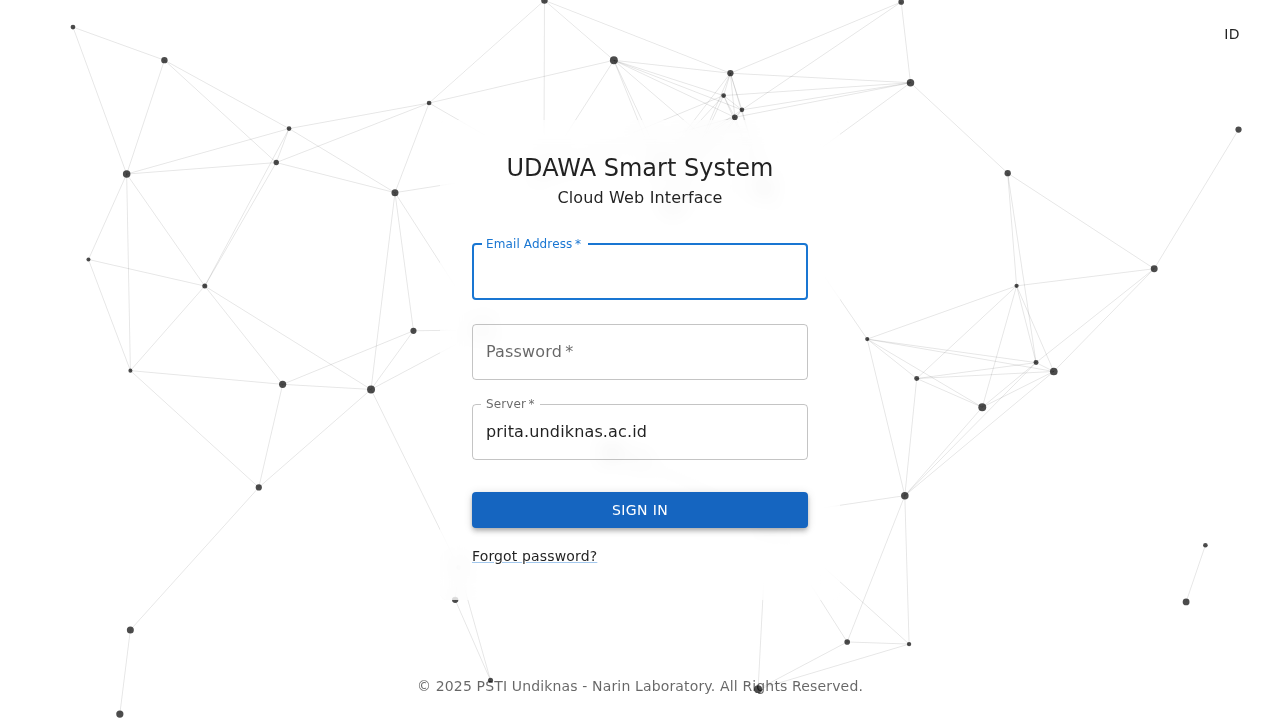 ID
UDAWA Smart System
Cloud Web Interface
Email Address *
Password *
Server *
prita.undiknas.ac.id
SIGN IN
Forgot password?
© 2025 PSTI Undiknas - Narin Laboratory. All Rights Reserved.